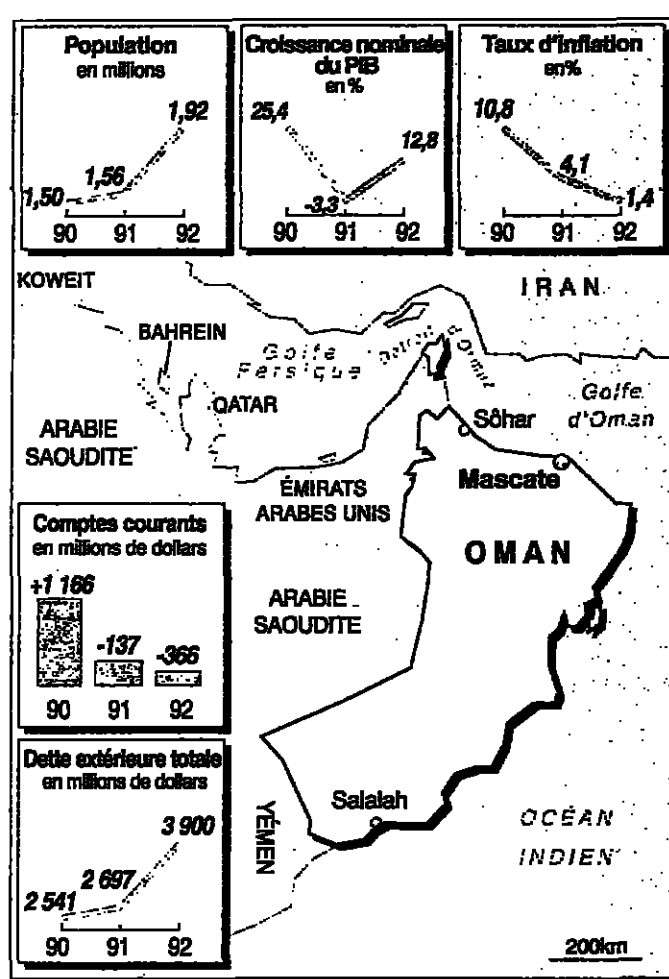 Population
en millions
1,50
1,56
1,92
90 91 92
Croissance nominale
du PIB
en %
25,4
-3,3
12,8
90 91 92
Taux d'inflation
en %
10,8
4,1
1,4
90 91 92
KOWEIT
IRAN
BAHREIN
Golfe
Persique
Détroit d'Ormuz
QATAR
Golfe
d'Oman
ARABIE
SAOUDITE
Sôhar
Mascate
ÉMIRATS
ARABES UNIS
OMAN
ARABIE
SAOUDITE
Comptes courants
en millions de dollars
+1 166
-137
-366
90 91 92
Dette extérieure totale
en millions de dollars
2 541
2 697
3 900
90 91 92
Salalah
YÉMEN
OCÉAN
INDIEN
200km